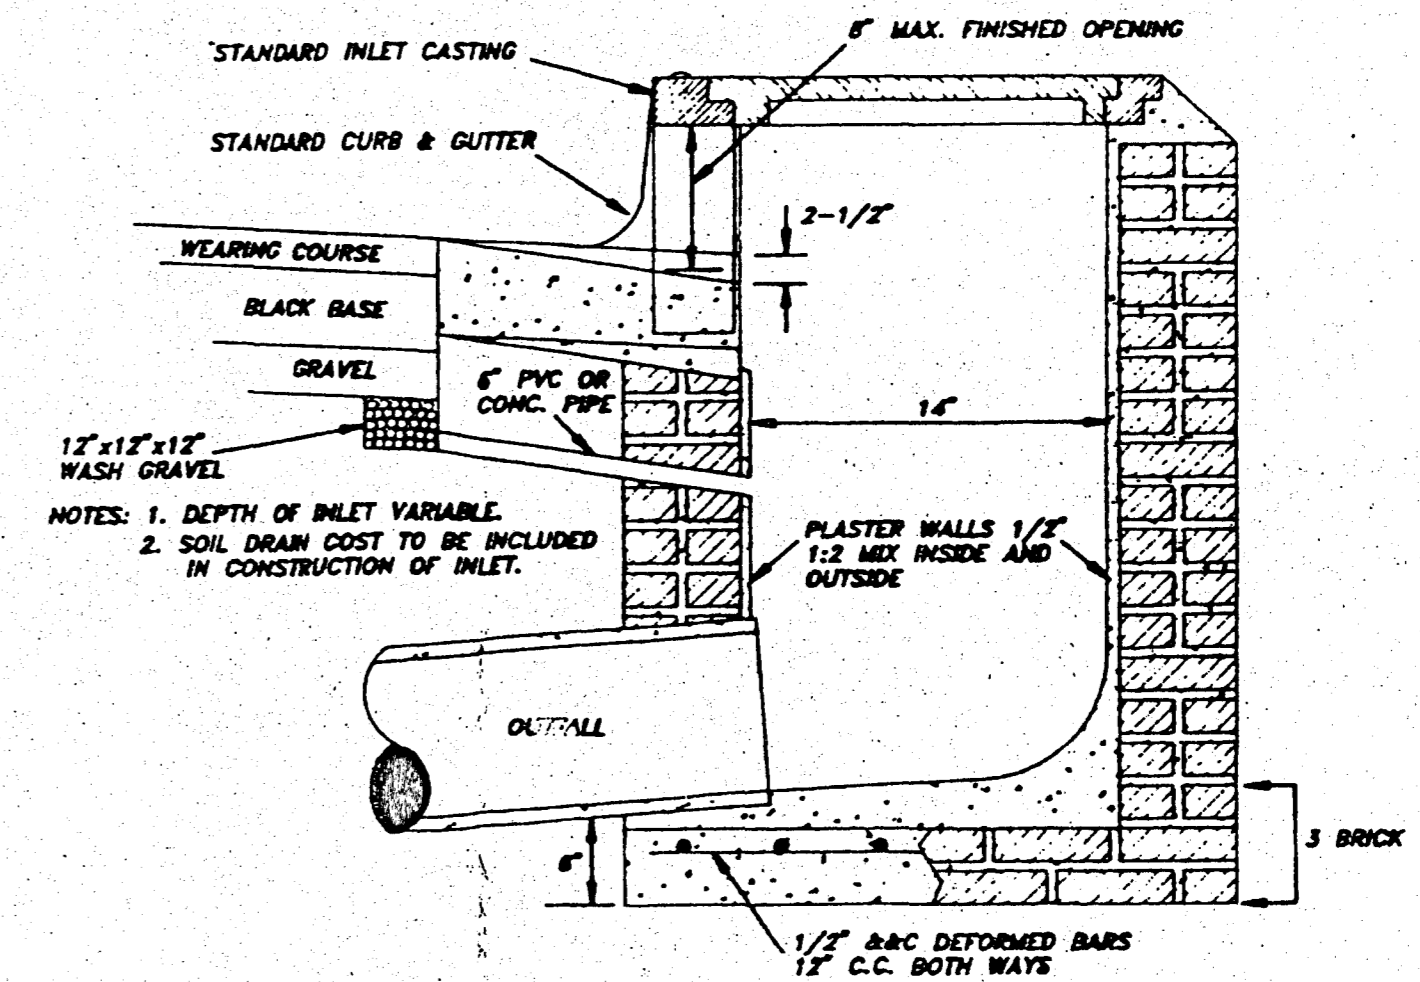 STANDARD INLET CASTING
8" MAX. FINISHED OPENING
STANDARD CURB & GUTTER
2-1/2"
WEARING COURSE
BLACK BASE
GRAVEL
6" PVC OR
CONC. PIPE
14"
12"x12"x12"
WASH GRAVEL
NOTES: 1. DEPTH OF INLET VARIABLE.
2. SOIL DRAIN COST TO BE INCLUDED
IN CONSTRUCTION OF INLET.
PLASTER WALLS 1/2"
1:2 MIX INSIDE AND
OUTSIDE
OUTFALL
3 BRICK
6"
1/2" &&C DEFORMED BARS
12" C.C. BOTH WAYS